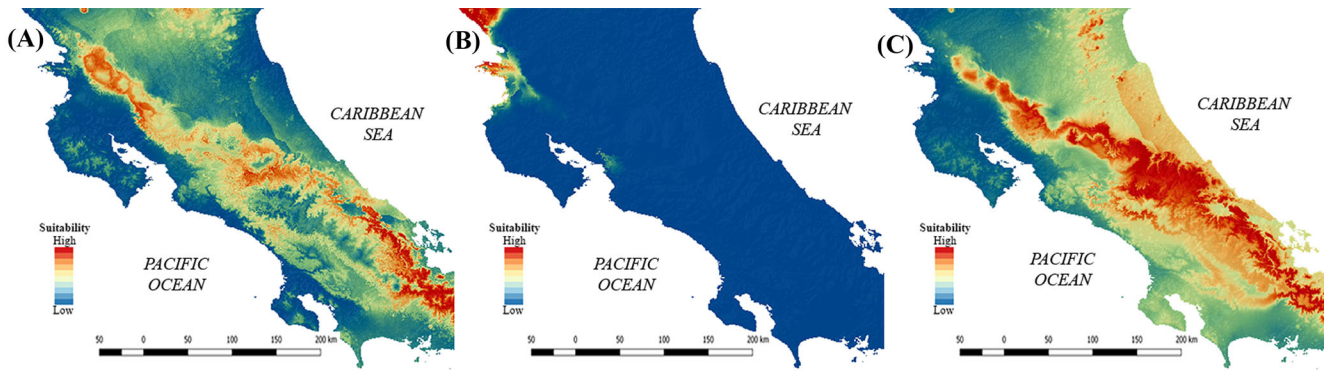 (A)
CARIBBEAN
SEA
Suitability
High
Low
PACIFIC
OCEAN
50 0 50 100 150 200 km
(B)
CARIBBEAN
SEA
Suitability
High
Low
PACIFIC
OCEAN
50 0 50 100 150 200 km
(C)
CARIBBEAN
SEA
Suitability
High
Low
PACIFIC
OCEAN
50 0 50 100 150 200 km